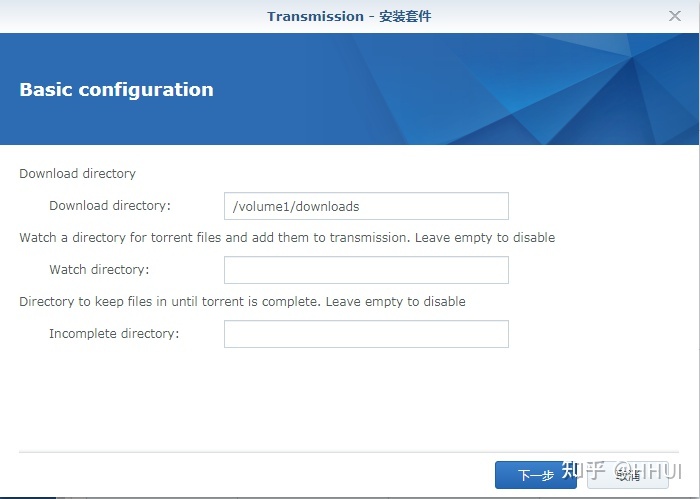 Transmission - 安装套件
Basic configuration
Download directory
Download directory: /volume1/downloads
Watch a directory for torrent files and add them to transmission. Leave empty to disable
Watch directory:
Directory to keep files in until torrent is complete. Leave empty to disable
Incomplete directory:
下一步 取消
知乎 @HHUI